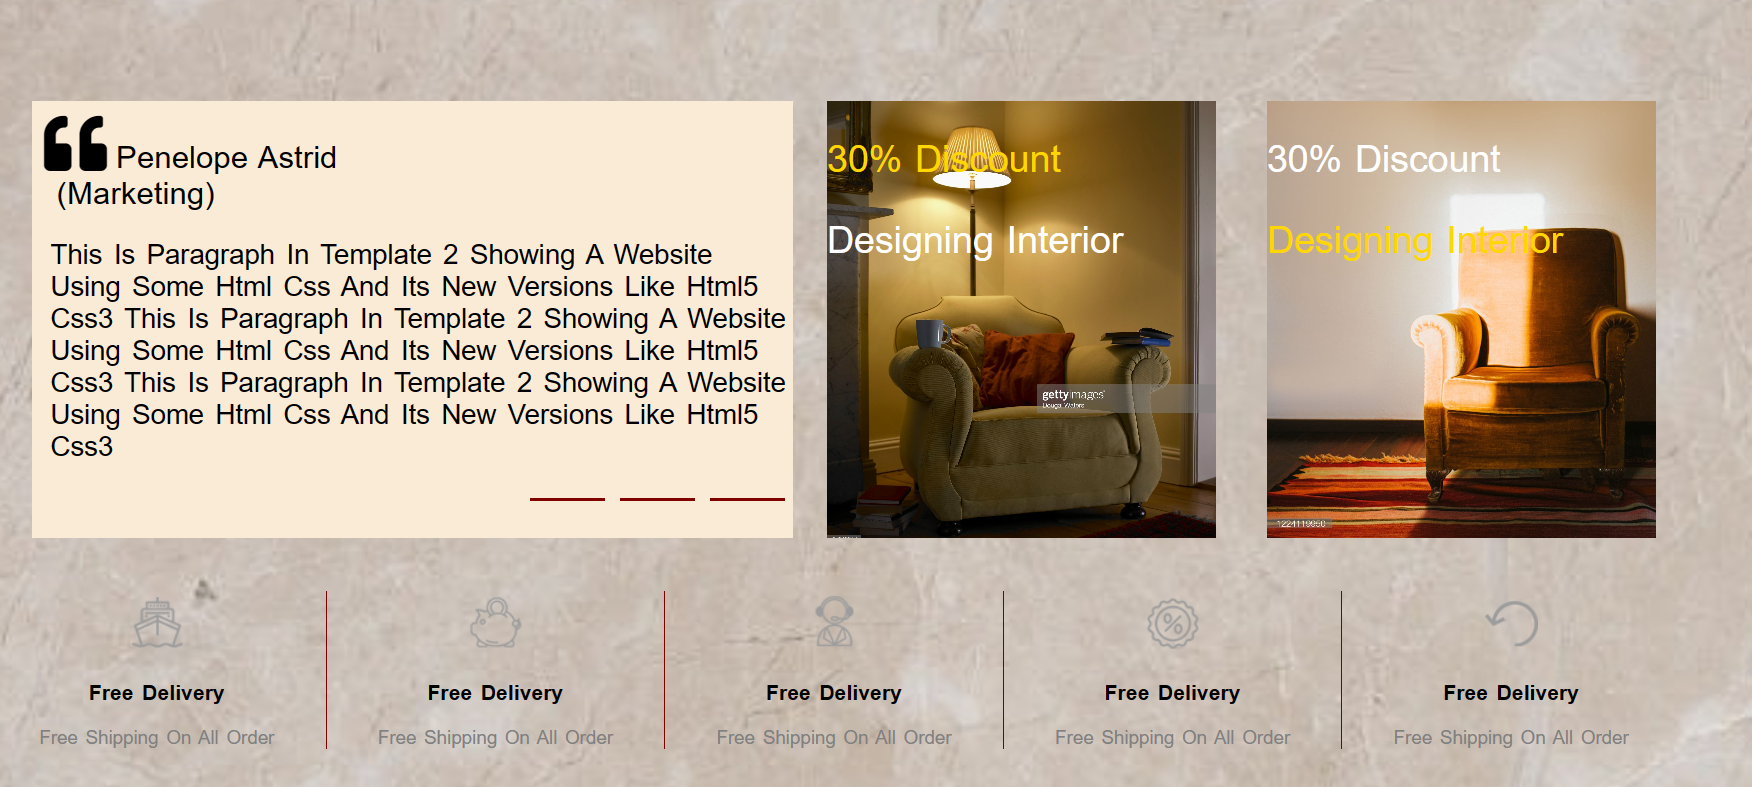 Penelope Astrid
(Marketing)
This Is Paragraph In Template 2 Showing A Website
Using Some Html Css And Its New Versions Like Html5
Css3 This Is Paragraph In Template 2 Showing A Website
Using Some Html Css And Its New Versions Like Html5
Css3 This Is Paragraph In Template 2 Showing A Website
Using Some Html Css And Its New Versions Like Html5
Css3
30% Discount
Designing Interior
gettyimages
Dougal Waters
30% Discount
Designing Interior
1224119950
Free Delivery
Free Shipping On All Order
Free Delivery
Free Shipping On All Order
Free Delivery
Free Shipping On All Order
%
Free Delivery
Free Shipping On All Order
Free Delivery
Free Shipping On All Order